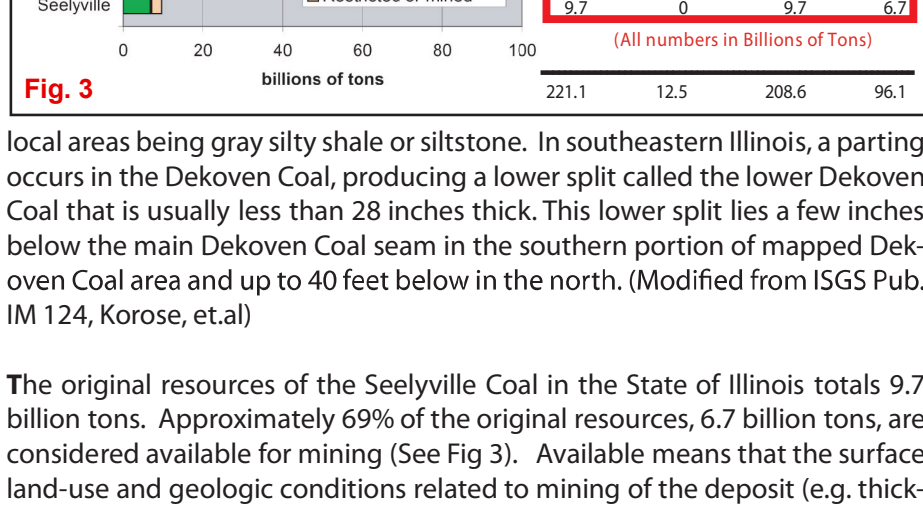 Seelyville
9.7 0 9.7 6.7
0 20 40 60 80 100
(All numbers in Billions of Tons)
billions of tons
Fig. 3
221.1 12.5 208.6 96.1
local areas being gray silty shale or siltstone. In southeastern Illinois, a parting
occurs in the Dekoven Coal, producing a lower split called the lower Dekoven
Coal that is usually less than 28 inches thick. This lower split lies a few inches
below the main Dekoven Coal seam in the southern portion of mapped Dek-
oven Coal area and up to 40 feet below in the north. (Modified from ISGS Pub.
IM 124, Korose, et.al)
The original resources of the Seelyville Coal in the State of Illinois totals 9.7
billion tons. Approximately 69% of the original resources, 6.7 billion tons, are
considered available for mining (See Fig 3). Available means that the surface
land-use and geologic conditions related to mining of the deposit (e.g. thick-